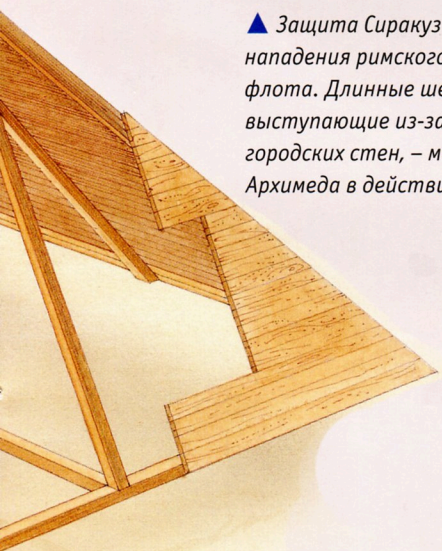 Защита Сиракуз
нападения римского
флота. Длинные ше
выступающие из-за
городских стен, – м
Архимеда в действи